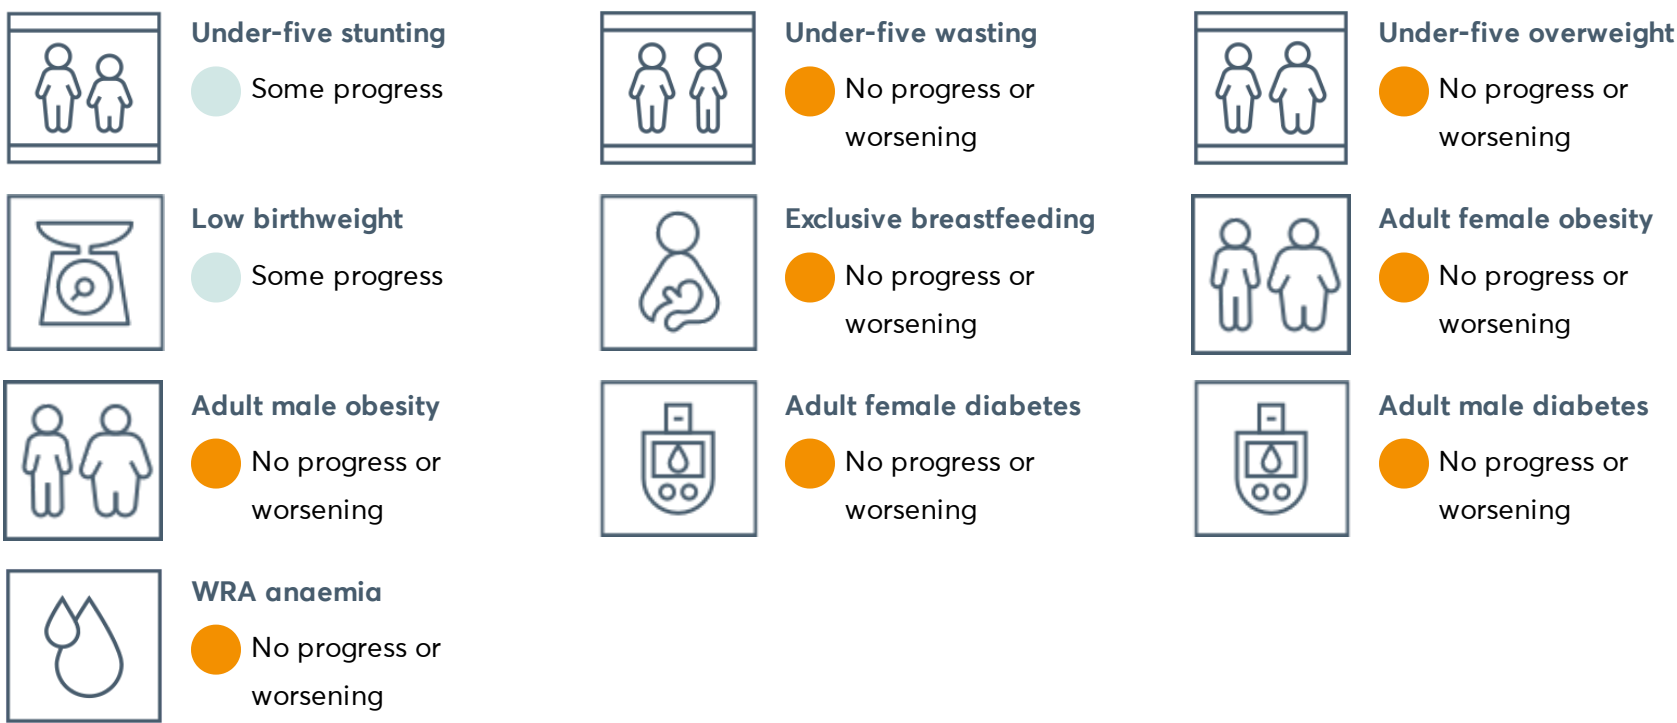 Under-five stunting
Some progress
Under-five wasting
No progress or
worsening
Under-five overweight
No progress or
worsening
Low birthweight
Some progress
Exclusive breastfeeding
No progress or
worsening
Adult female obesity
No progress or
worsening
Adult male obesity
No progress or
worsening
Adult female diabetes
No progress or
worsening
Adult male diabetes
No progress or
worsening
WRA anaemia
No progress or
worsening